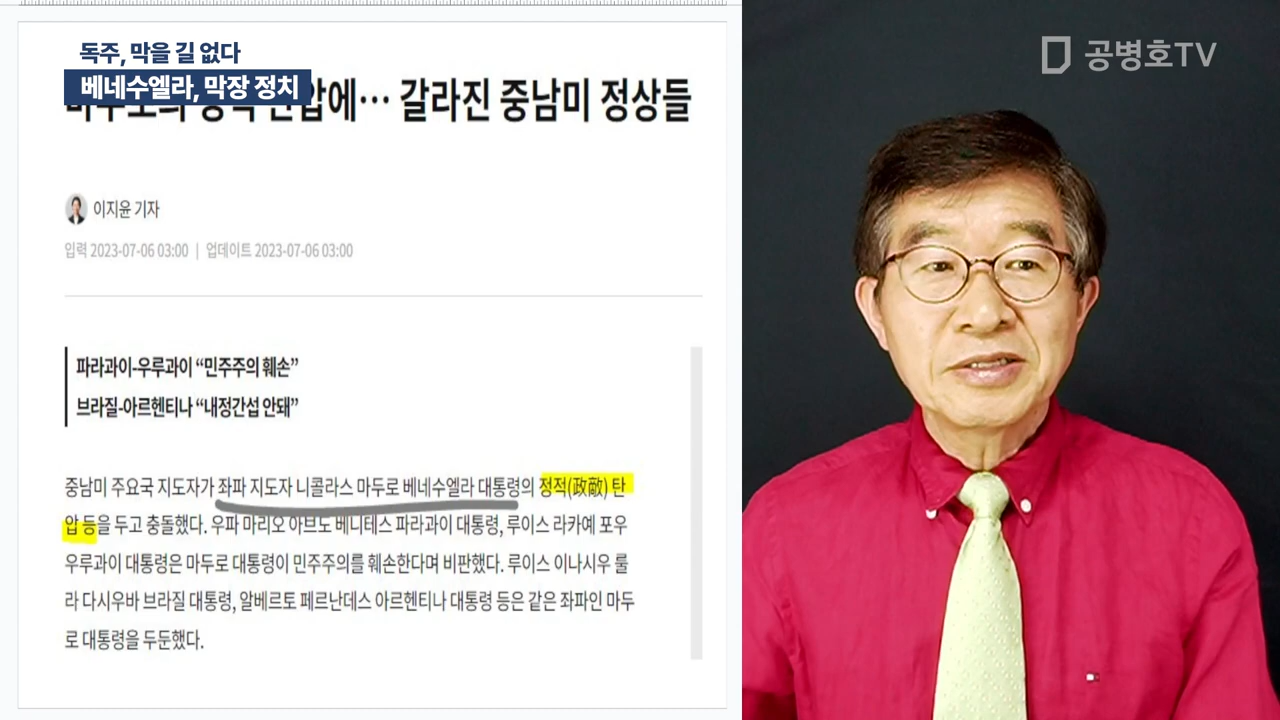 독주, 막을 길 없다
베네수엘라, 막장 정치
공병호TV
갈라진 중남미 정상들
이지윤 기자
입력 2023-07-06 03:00 | 업데이트 2023-07-06 03:00
파라과이-우루과이 “민주주의 훼손”
브라질-아르헨티나 “내정간섭 안돼”
중남미 주요국 지도자가 좌파 지도자 니콜라스 마두로 베네수엘라 대통령의 정적(政敵) 탄
압 등을 두고 충돌했다. 우파 마리오 아브도 베니테스 파라과이 대통령, 루이스 라카예 포우
우루과이 대통령은 마두로 대통령이 민주주의를 훼손한다며 비판했다. 루이스 이나시우 룰
라 다시우바 브라질 대통령, 알베르토 페르난데스 아르헨티나 대통령 등은 같은 좌파인 마두
로 대통령을 두둔했다.